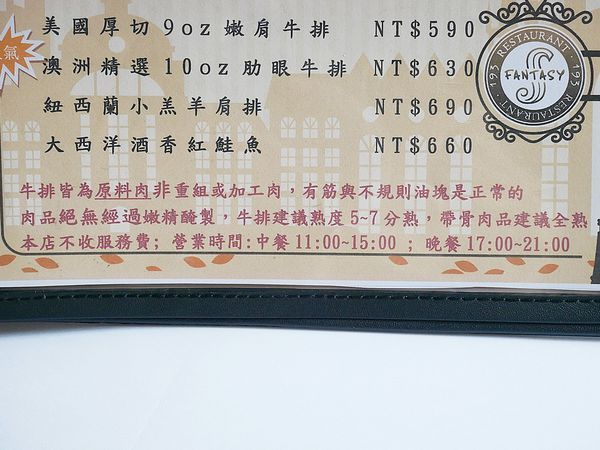 美國厚切9oz嫩肩牛排 NT$590
氣
澳洲精選10oz肋眼牛排 NT$630
紐西蘭小羔羊肩排 NT$690
大西洋酒香紅鮭魚 NT$660
193 RESTAURANT 193 RESTAURANT
FANTASY
牛排皆為原料肉非重組或加工肉，有筋與不規則油塊是正常的
肉品絕無經過嫩精醃製，牛排建議熟度5~7分熟，帶骨肉品建議全熟
本店不收服務費；營業時間：中餐11:00~15:00；晚餐17:00~21:00